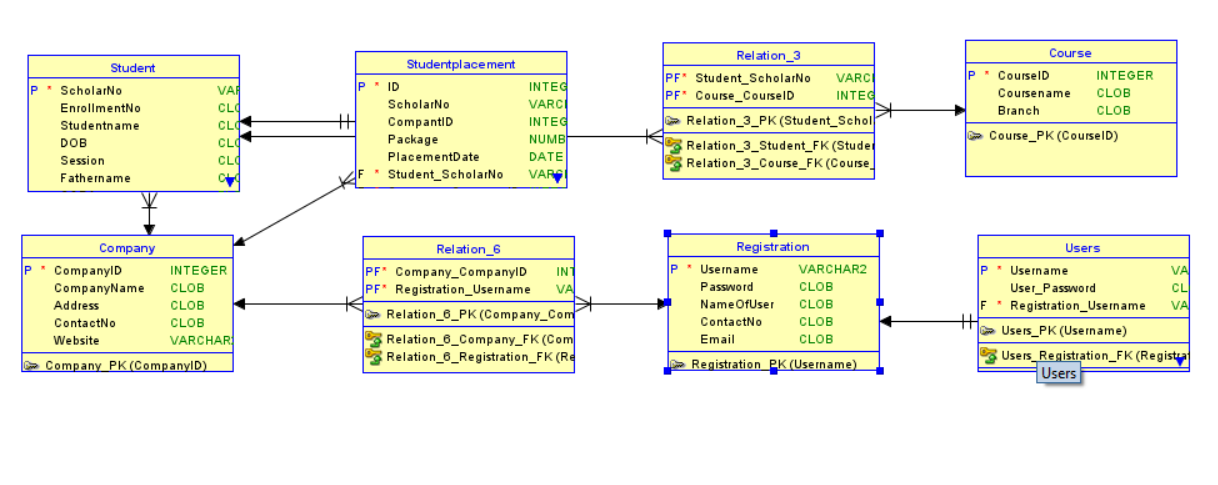 Student
P * ScholarNo VAR
EnrollmentNo CLO
Studentname CLO
DOB CLO
Session CLO
Fathername CLO
Studentplacement
P * ID INTEG
ScholarNo VARC
CompantID INTEG
Package NUMB
PlacementDate DATE
F * Student_ScholarNo VARC
Relation_3
PF* Student_ScholarNo VARC
PF* Course_CourseID INTEG
Relation_3_PK (Student_Schol
Relation_3_Student_FK (Studen
Relation_3_Course_FK (Course_
Course
P * CourseID INTEGER
Coursename CLOB
Branch CLOB
Course_PK (CourseID)
Company
P * CompanyID INTEGER
CompanyName CLOB
Address CLOB
ContactNo CLOB
Website VARCHAR
Company_PK (CompanyID)
Relation_6
PF* Company_CompanyID INT
PF* Registration_Username VA
Relation_6_PK (Company_Com
Relation_6_Company_FK (Com
Relation_6_Registration_FK (Re
Registration
P * Username VARCHAR2
Password CLOB
NameOfUser CLOB
ContactNo CLOB
Email CLOB
Registration_PK (Username)
Users
P * Username VA
User_Password CL
F * Registration_Username VA
Users_PK (Username)
Users_Registration_FK (Registra
Users